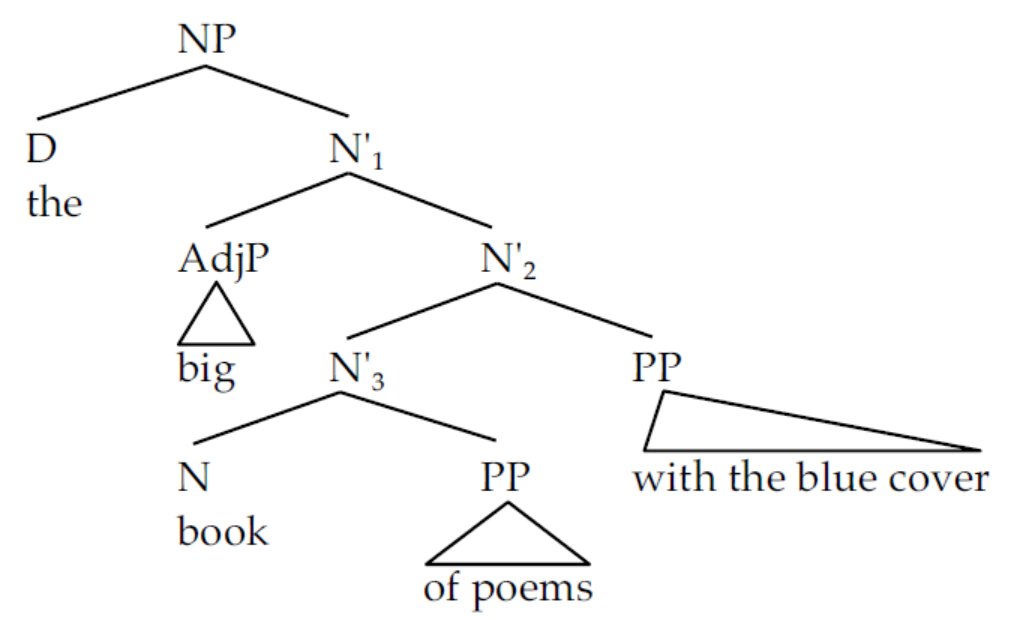 NP
D N'1
the
AdjP N'2
big N'3 PP
N PP with the blue cover
book
of poems